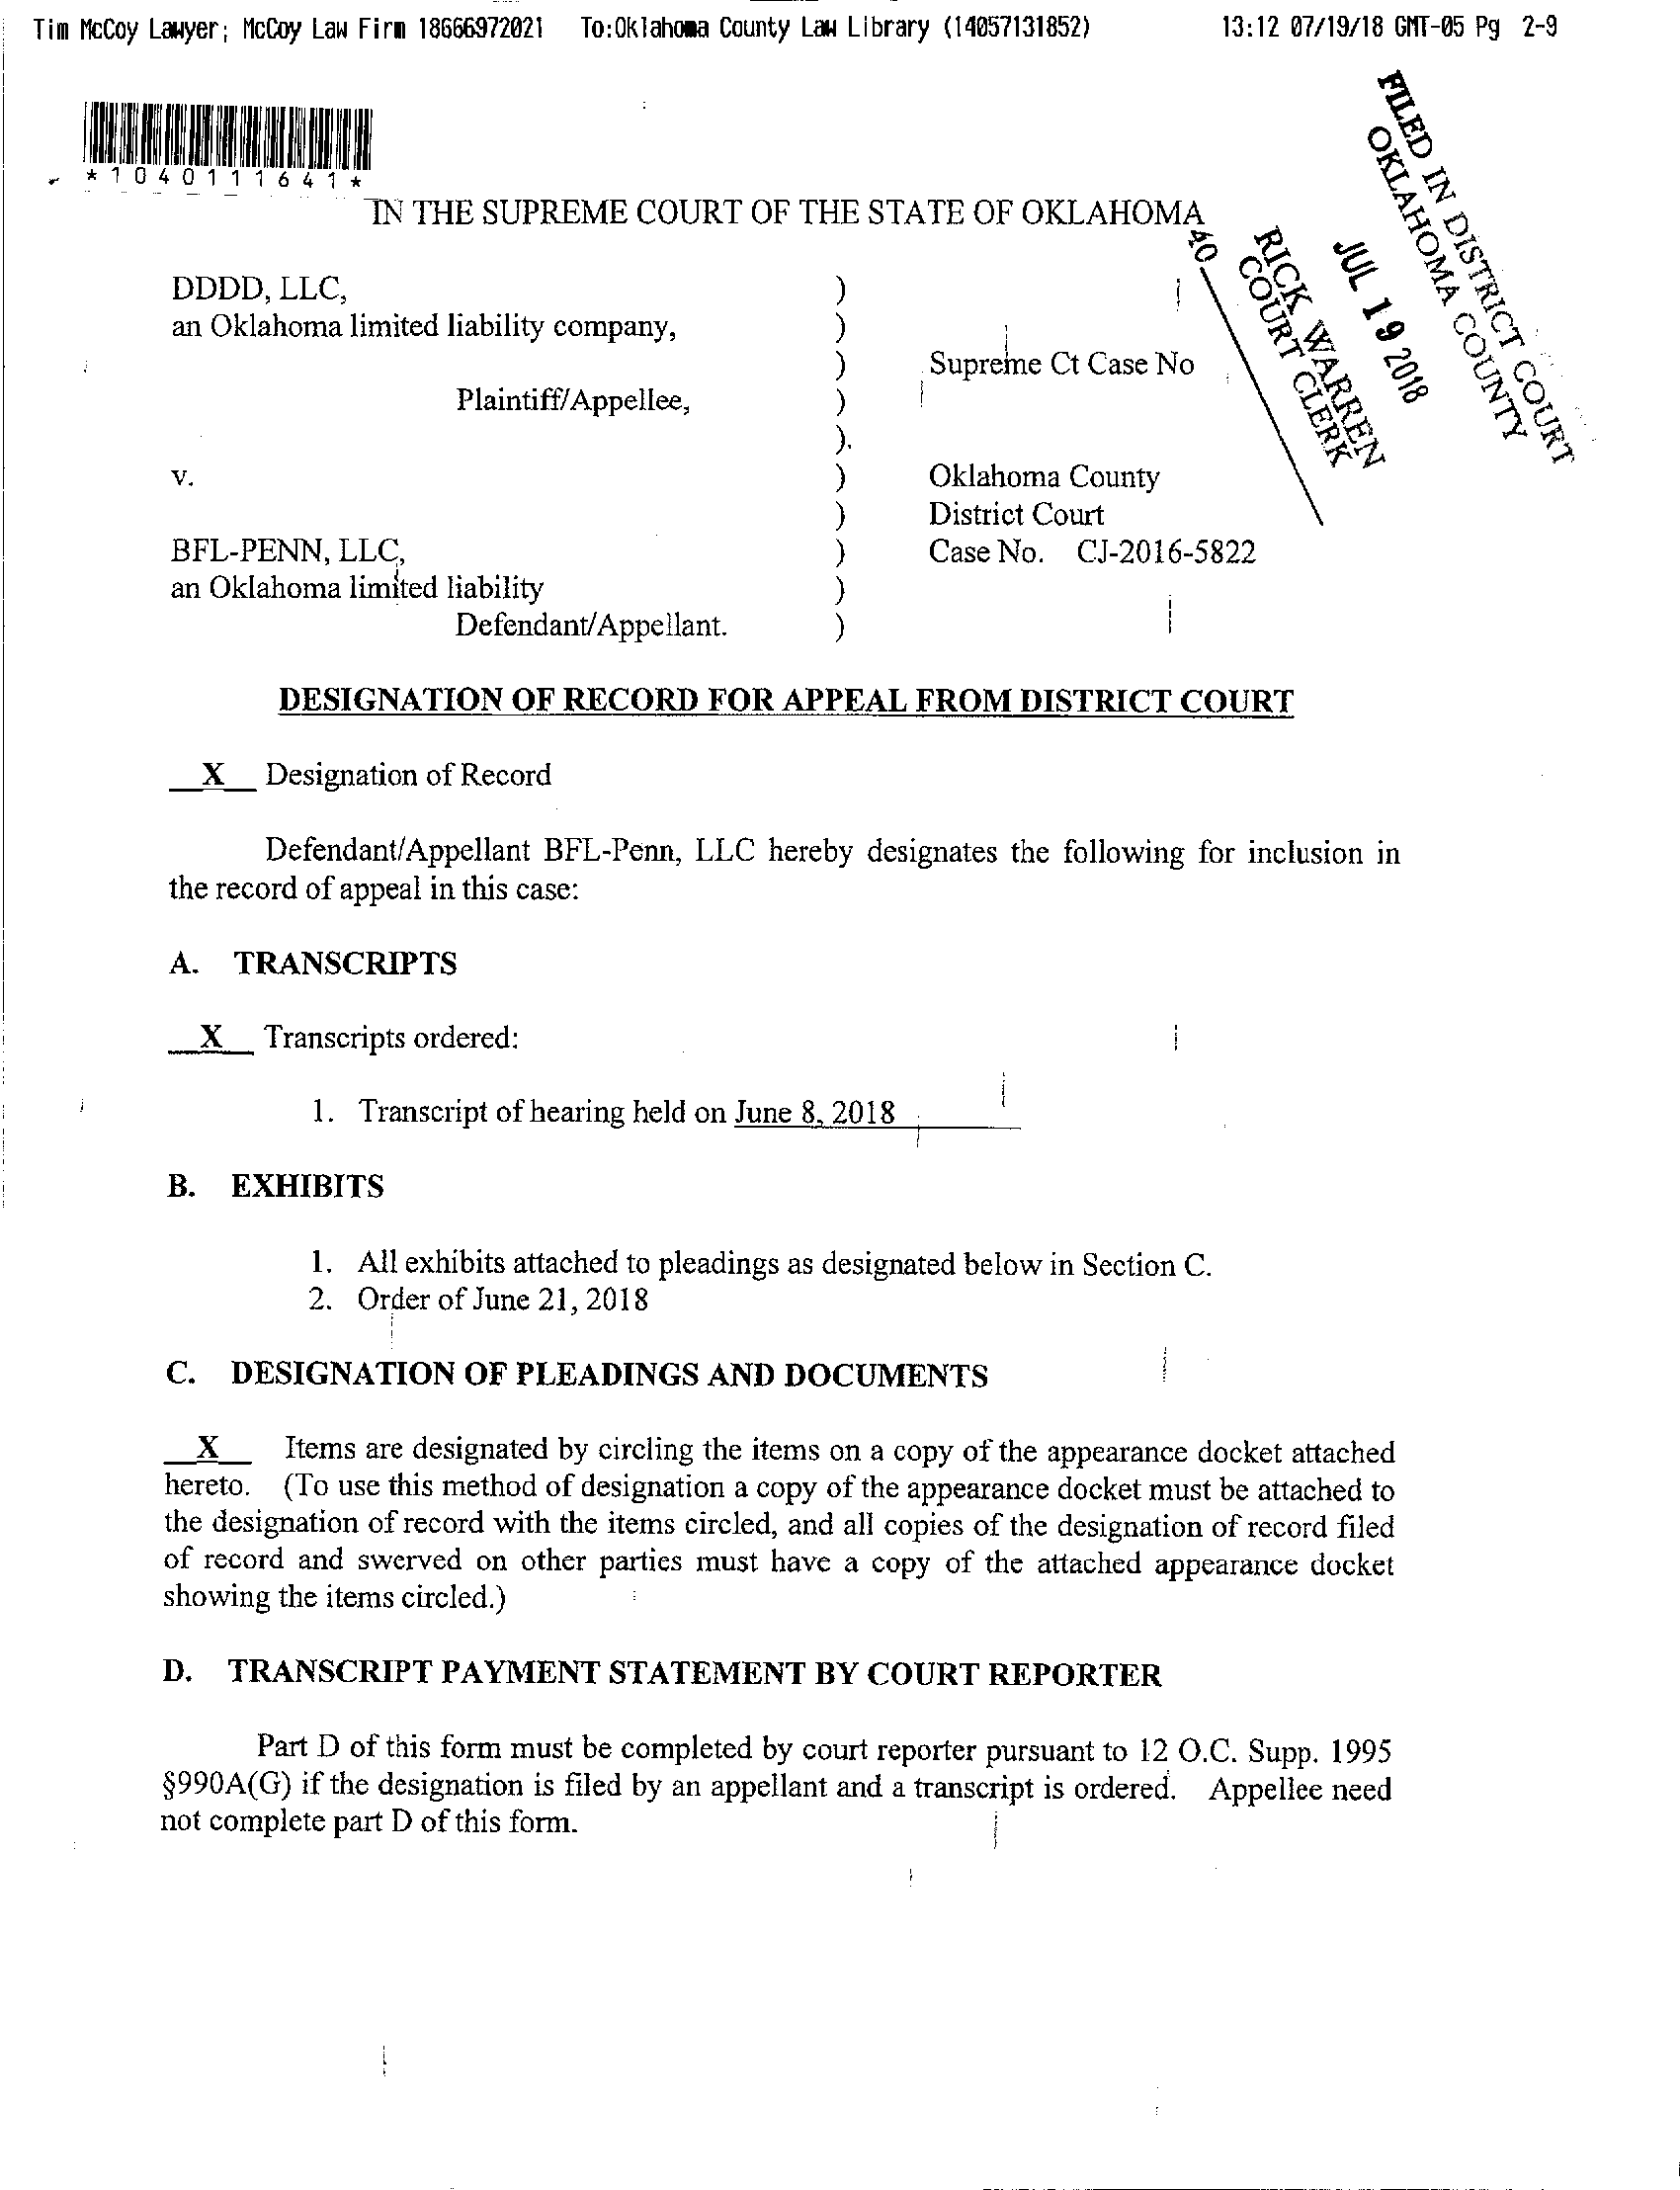 Tim McCoy Lawyer; McCoy Law Firm 18666972021 To:Oklahoma County Law Library (14057131852) 13:12 07/19/18 GMT-05 Pg 2-9
*1040111641*
FILED IN DISTRICT COURT
OKLAHOMA COUNTY
JUL 19 2018
RICK WARREN
COURT CLERK
40
IN THE SUPREME COURT OF THE STATE OF OKLAHOMA
DDDD, LLC, )
an Oklahoma limited liability company, )
) Supreme Ct Case No
Plaintiff/Appellee, )
).
v. ) Oklahoma County
) District Court
BFL-PENN, LLC, ) Case No. CJ-2016-5822
an Oklahoma limited liability )
Defendant/Appellant. )
DESIGNATION OF RECORD FOR APPEAL FROM DISTRICT COURT
X Designation of Record
Defendant/Appellant BFL-Penn, LLC hereby designates the following for inclusion in
the record of appeal in this case:
A. TRANSCRIPTS
X Transcripts ordered:
1. Transcript of hearing held on June 8, 2018
B. EXHIBITS
1. All exhibits attached to pleadings as designated below in Section C.
2. Order of June 21, 2018
C. DESIGNATION OF PLEADINGS AND DOCUMENTS
X Items are designated by circling the items on a copy of the appearance docket attached
hereto. (To use this method of designation a copy of the appearance docket must be attached to
the designation of record with the items circled, and all copies of the designation of record filed
of record and swerved on other parties must have a copy of the attached appearance docket
showing the items circled.)
D. TRANSCRIPT PAYMENT STATEMENT BY COURT REPORTER
Part D of this form must be completed by court reporter pursuant to 12 O.C. Supp. 1995
§990A(G) if the designation is filed by an appellant and a transcript is ordered. Appellee need
not complete part D of this form.